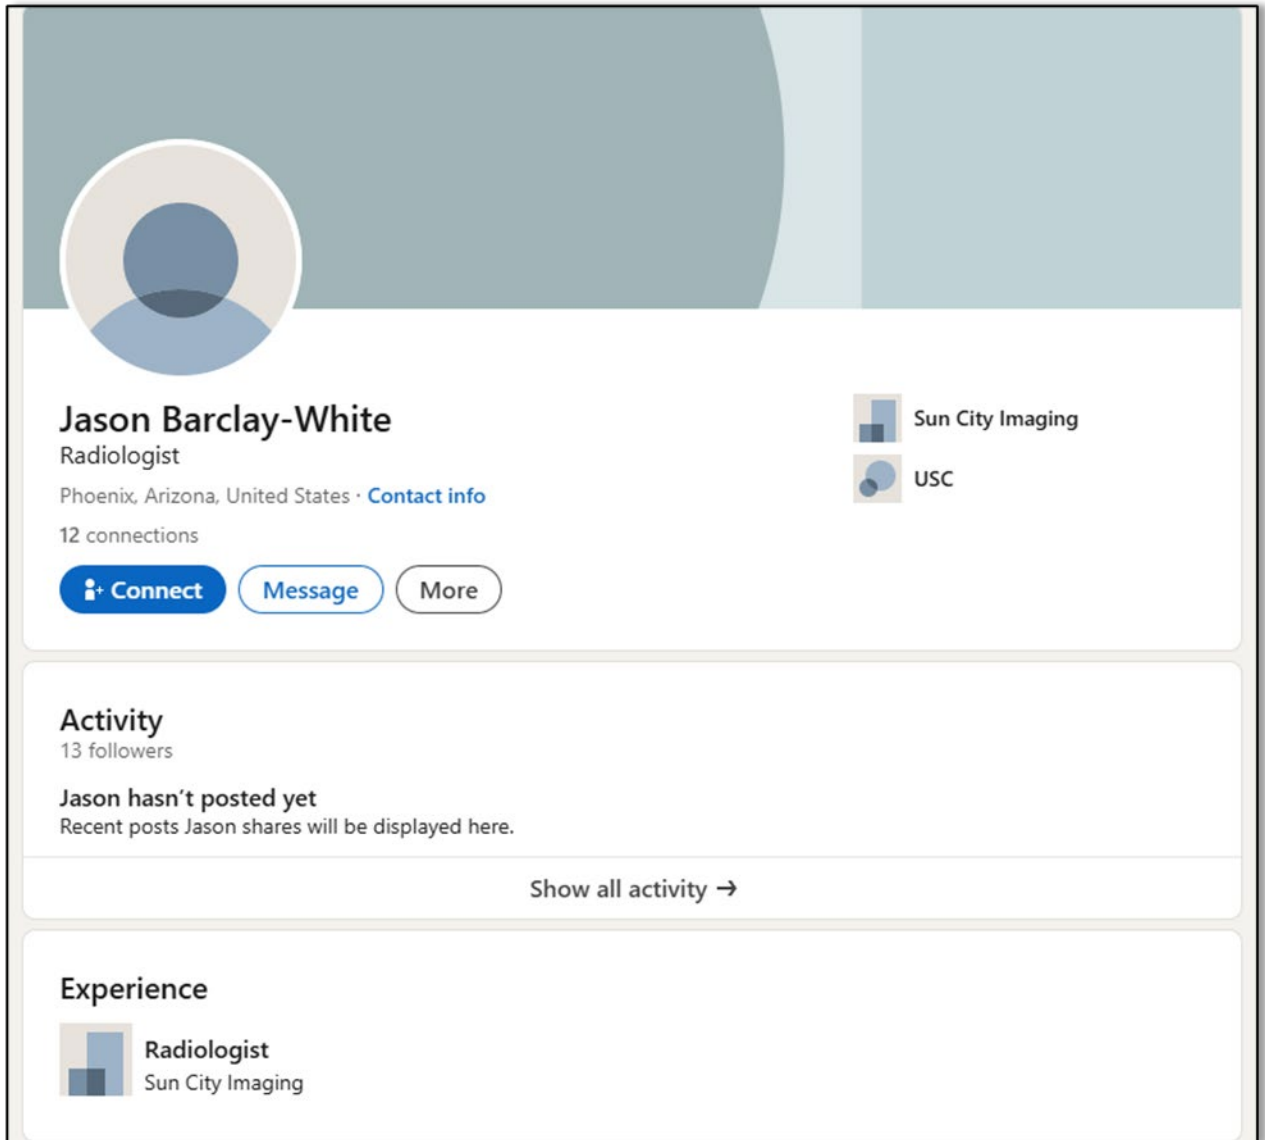 Jason Barclay-White
Radiologist
Phoenix, Arizona, United States · Contact info
12 connections
Connect
Message
More
Sun City Imaging
USC
Activity
13 followers
Jason hasn’t posted yet
Recent posts Jason shares will be displayed here.
Show all activity →
Experience
Radiologist
Sun City Imaging